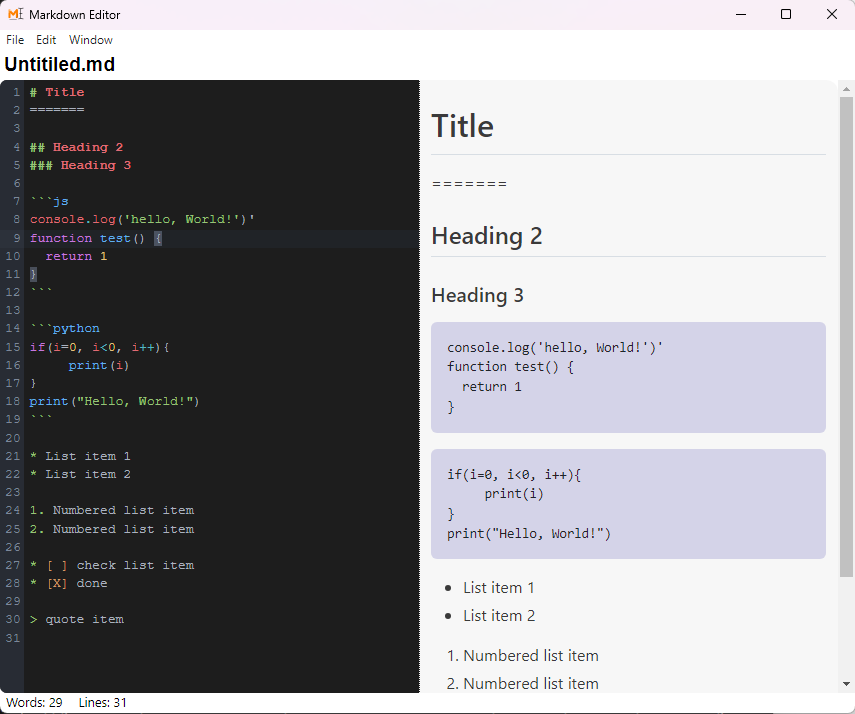 ME Markdown Editor
File Edit Window
Untitiled.md
1 # Title
2 =======
3
4 ## Heading 2
5 ### Heading 3
6
7 ```js
8 console.log('hello, World!')'
9 function test() {
10   return 1
11 }
12 ```
13
14 ```python
15 if(i=0, i<0, i++){
16      print(i)
17 }
18 print("Hello, World!")
19 ```
20
21 * List item 1
22 * List item 2
23
24 1. Numbered list item
25 2. Numbered list item
26
27 * [ ] check list item
28 * [X] done
29
30 > quote item
31
Title
=======
Heading 2
Heading 3
console.log('hello, World!')'
function test() {
  return 1
}
if(i=0, i<0, i++){
     print(i)
}
print("Hello, World!")
• List item 1
• List item 2
1. Numbered list item
2. Numbered list item
Words: 29 Lines: 31